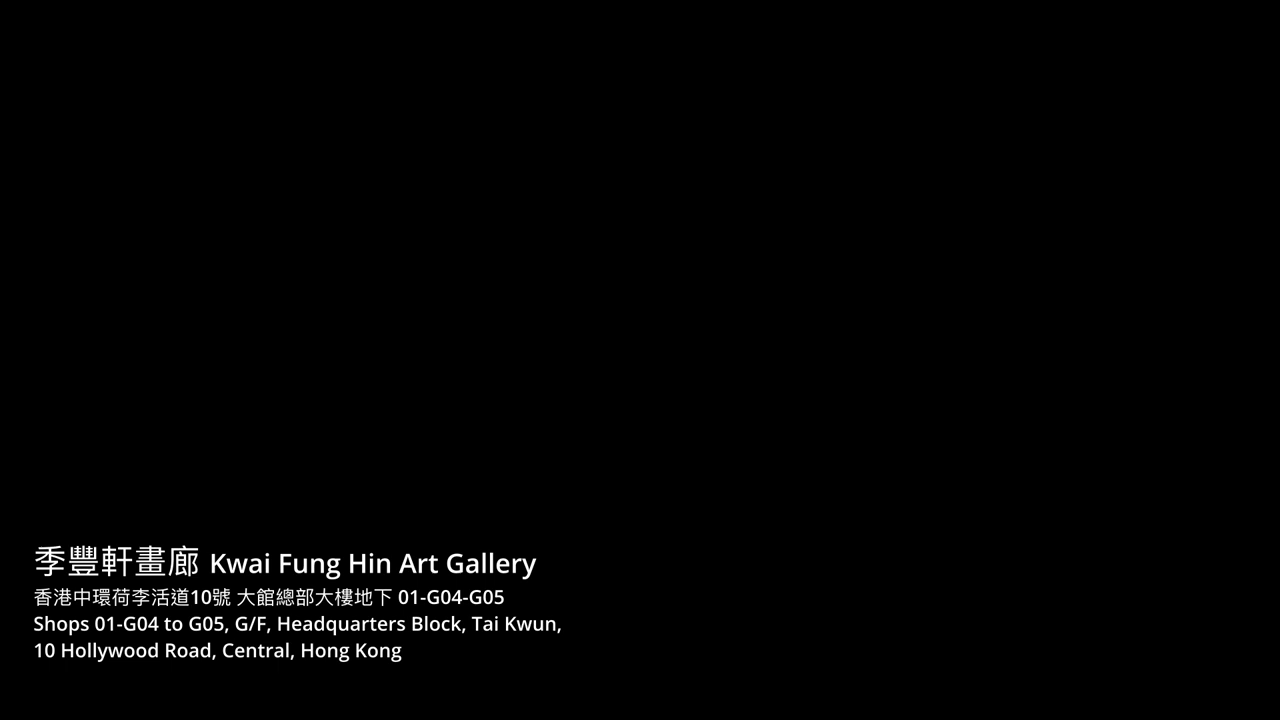 季豐軒畫廊 Kwai Fung Hin Art Gallery
香港中環荷李活道10號 大館總部大樓地下 01-G04-G05
Shops 01-G04 to G05, G/F, Headquarters Block, Tai Kwun,
10 Hollywood Road, Central, Hong Kong